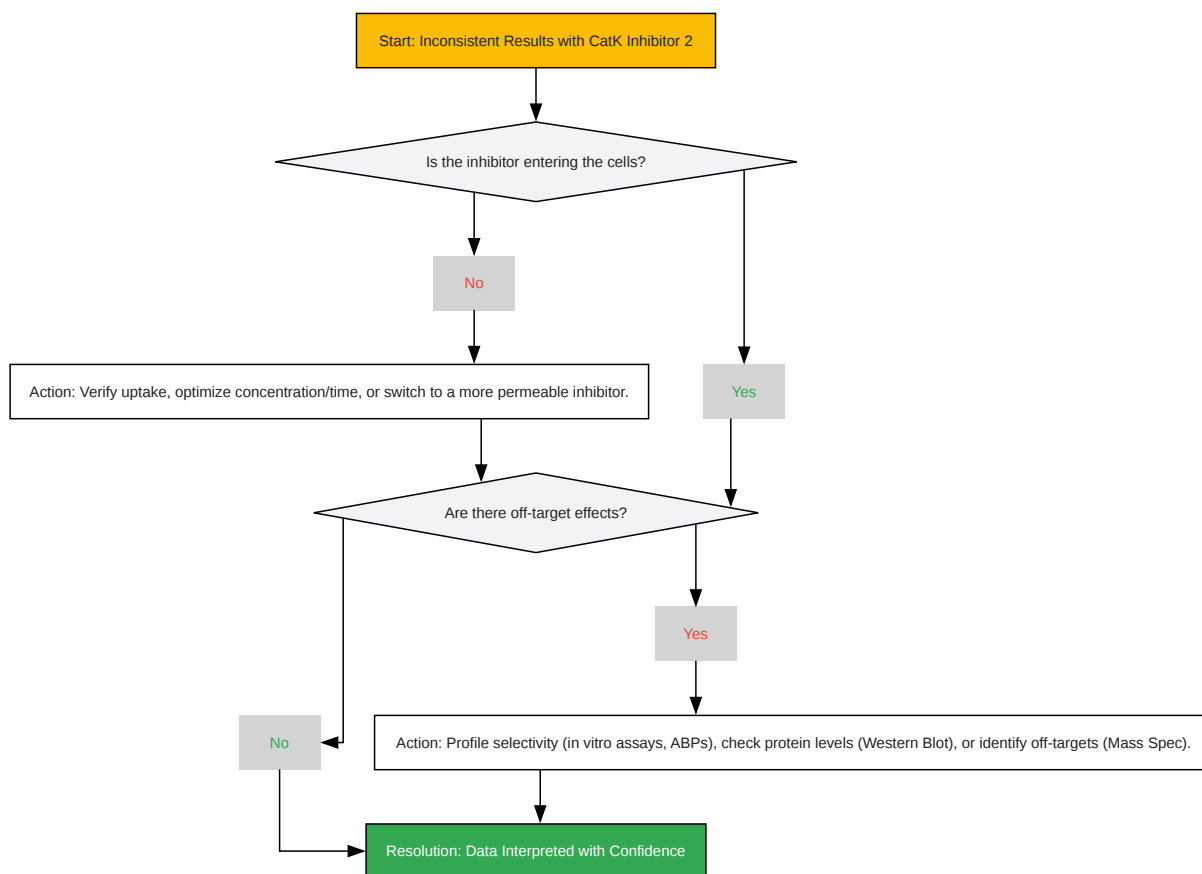 Start: Inconsistent Results with CatK Inhibitor 2
Is the inhibitor entering the cells?
No
Action: Verify uptake, optimize concentration/time, or switch to a more permeable inhibitor.
Yes
Are there off-target effects?
Yes
No
Action: Profile selectivity (in vitro assays, ABPs), check protein levels (Western Blot), or identify off-targets (Mass Spec).
Resolution: Data Interpreted with Confidence